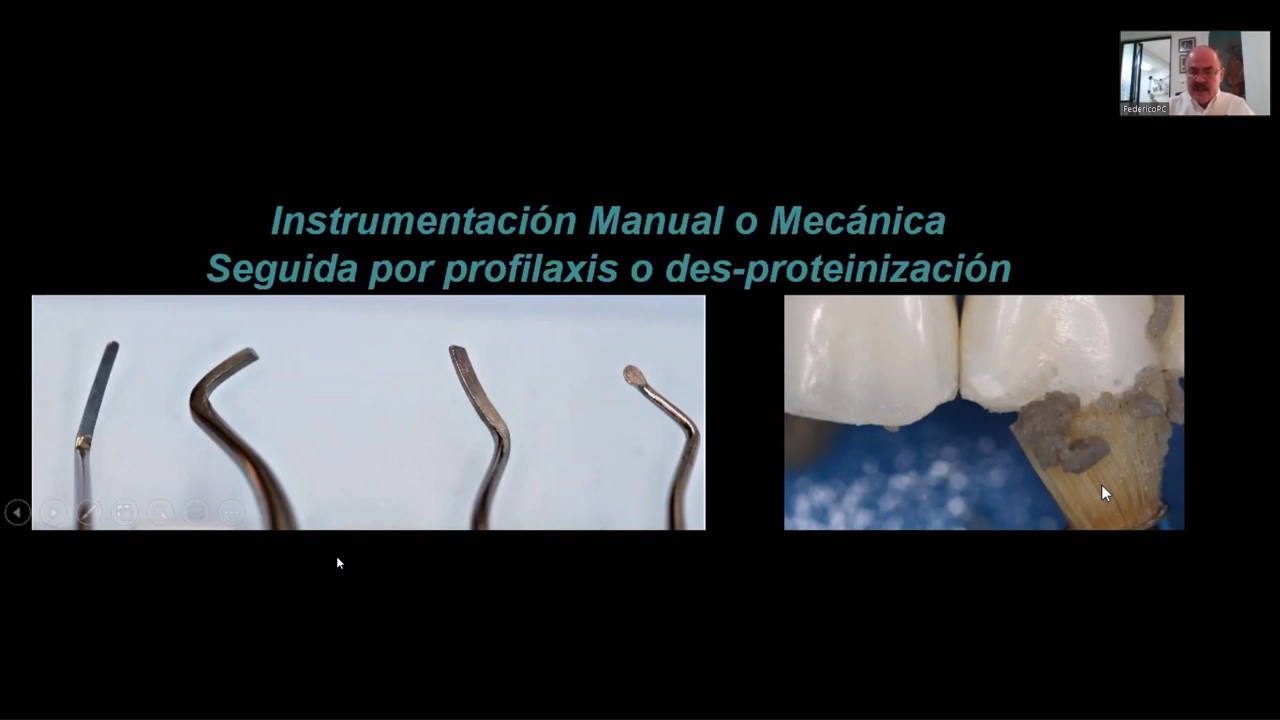 FedericoPC
Instrumentación Manual o Mecánica
Seguida por profilaxis o des-proteinización